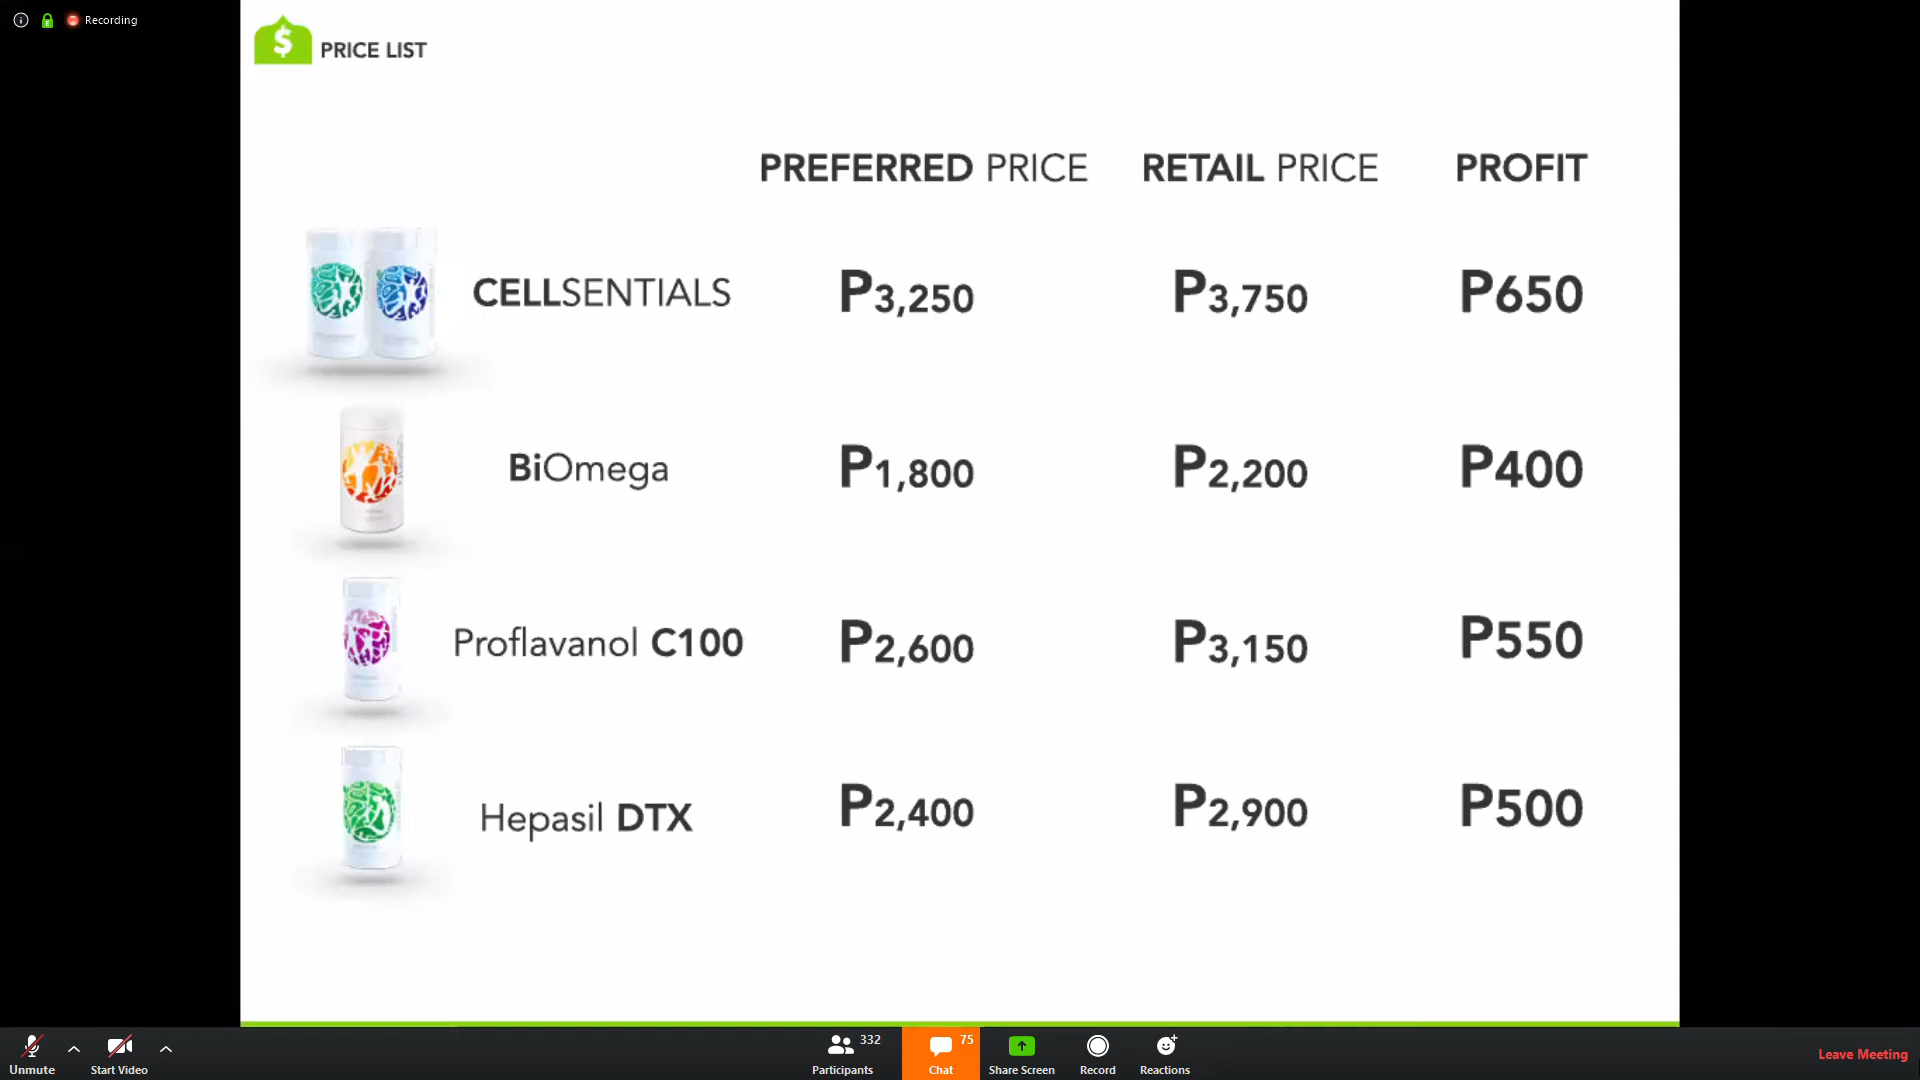 Recording
$
PRICE LIST
PREFERRED PRICE RETAIL PRICE PROFIT
CELLSENTIALS P3,250 P3,750 P650
BiOmega P1,800 P2,200 P400
Proflavanol C100 P2,600 P3,150 P550
Hepasil DTX P2,400 P2,900 P500
332
75
Unmute Start Video Participants Chat Share Screen Record Reactions Leave Meeting